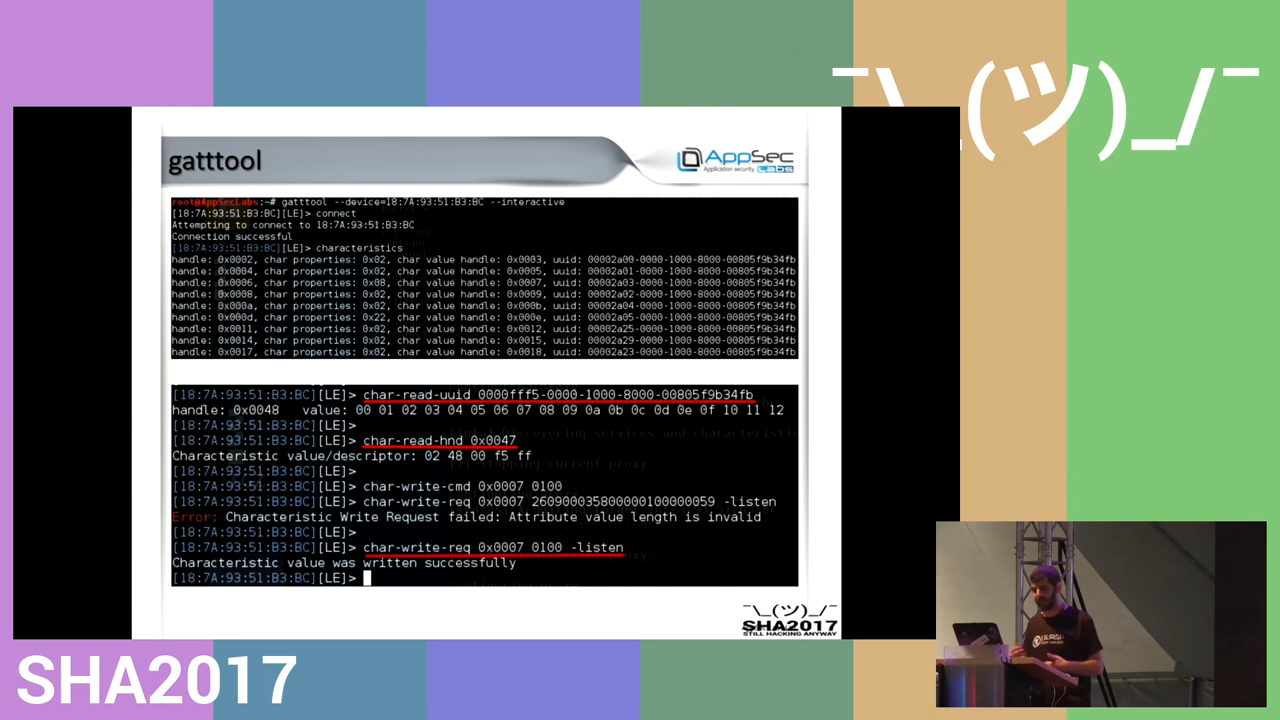 ¯\_(ツ)_/¯
gatttool
AppSec
Application security
Labs
root@AppSecLabs:~# gatttool --device=18:7A:93:51:B3:BC --interactive
[18:7A:93:51:B3:BC][LE]> connect
Attempting to connect to 18:7A:93:51:B3:BC
Connection successful
[18:7A:93:51:B3:BC][LE]> characteristics
handle: 0x0002, char properties: 0x02, char value handle: 0x0003, uuid: 00002a00-0000-1000-8000-00805f9b34fb
handle: 0x0004, char properties: 0x02, char value handle: 0x0005, uuid: 00002a01-0000-1000-8000-00805f9b34fb
handle: 0x0006, char properties: 0x08, char value handle: 0x0007, uuid: 00002a03-0000-1000-8000-00805f9b34fb
handle: 0x0008, char properties: 0x02, char value handle: 0x0009, uuid: 00002a02-0000-1000-8000-00805f9b34fb
handle: 0x000a, char properties: 0x02, char value handle: 0x000b, uuid: 00002a04-0000-1000-8000-00805f9b34fb
handle: 0x000d, char properties: 0x22, char value handle: 0x000e, uuid: 00002a05-0000-1000-8000-00805f9b34fb
handle: 0x0011, char properties: 0x02, char value handle: 0x0012, uuid: 00002a25-0000-1000-8000-00805f9b34fb
handle: 0x0014, char properties: 0x02, char value handle: 0x0015, uuid: 00002a29-0000-1000-8000-00805f9b34fb
handle: 0x0017, char properties: 0x02, char value handle: 0x0018, uuid: 00002a23-0000-1000-8000-00805f9b34fb
[18:7A:93:51:B3:BC][LE]> char-read-uuid 0000fff5-0000-1000-8000-00805f9b34fb
handle: 0x0048 value: 00 01 02 03 04 05 06 07 08 09 0a 0b 0c 0d 0e 0f 10 11 12
[18:7A:93:51:B3:BC][LE]>
[18:7A:93:51:B3:BC][LE]> char-read-hnd 0x0047
Characteristic value/descriptor: 02 48 00 f5 ff
[18:7A:93:51:B3:BC][LE]>
[18:7A:93:51:B3:BC][LE]> char-write-cmd 0x0007 0100
[18:7A:93:51:B3:BC][LE]> char-write-req 0x0007 260900035800000100000059 -listen
Error: Characteristic Write Request failed: Attribute value length is invalid
[18:7A:93:51:B3:BC][LE]>
[18:7A:93:51:B3:BC][LE]> char-write-req 0x0007 0100 -listen
Characteristic value was written successfully
[18:7A:93:51:B3:BC][LE]>
¯\_(ツ)_/¯
SHA2017
STILL HACKING ANYWAY
SHA2017